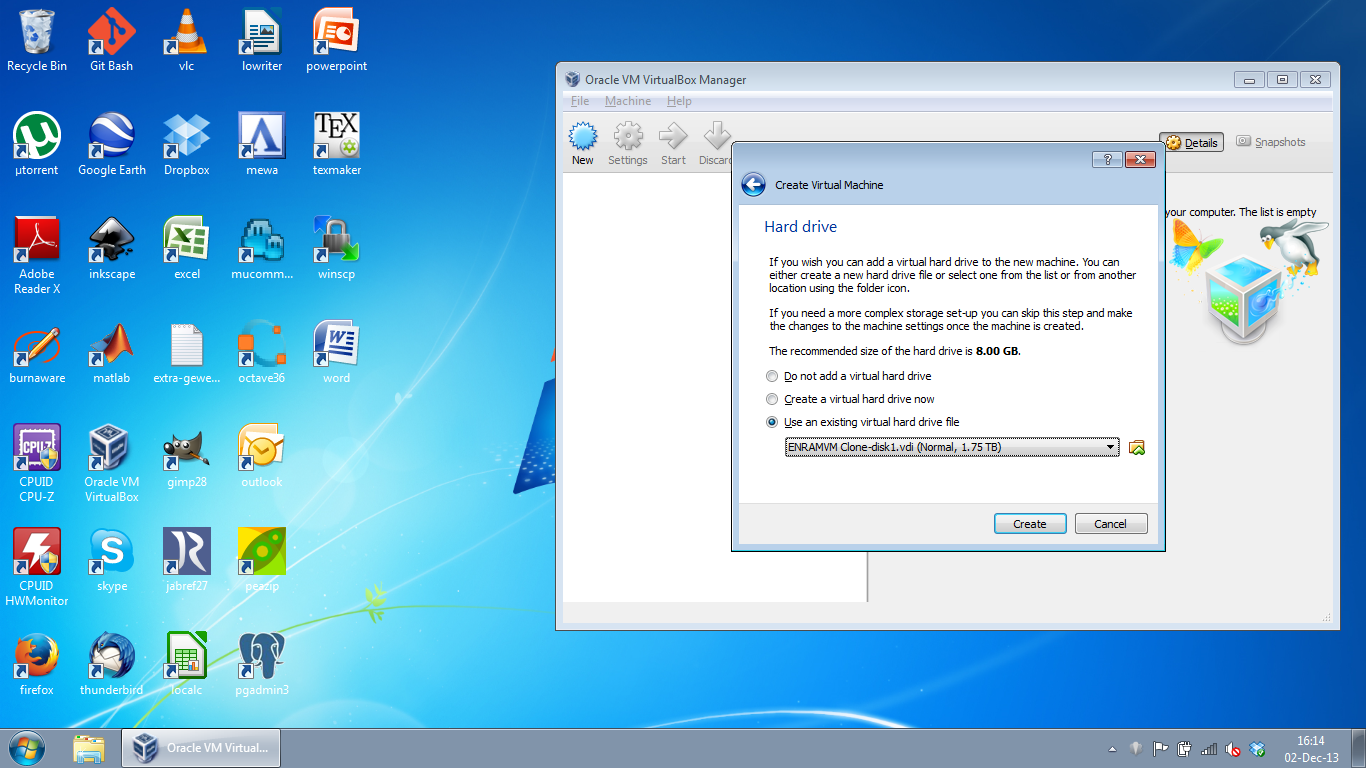 Recycle Bin
Git Bash
vlc
lowriter
powerpoint
µtorrent
Google Earth
Dropbox
mewa
TEX
texmaker
Adobe
Reader X
inkscape
excel
mucomm...
winscp
burnaware
matlab
extra-gewe...
octave36
word
CPU-Z
CPUID
CPU-Z
Oracle VM
VirtualBox
gimp28
outlook
CPUID
HWMonitor
skype
jabref27
peazip
firefox
thunderbird
localc
pgadmin3
Oracle VM VirtualBox Manager
File Machine Help
New Settings Start Discard
Details
Snapshots
your computer. The list is empty
?
Create Virtual Machine
Hard drive
If you wish you can add a virtual hard drive to the new machine. You can
either create a new hard drive file or select one from the list or from another
location using the folder icon.
If you need a more complex storage set-up you can skip this step and make
the changes to the machine settings once the machine is created.
The recommended size of the hard drive is 8.00 GB.
Do not add a virtual hard drive
Create a virtual hard drive now
Use an existing virtual hard drive file
ENRAMVM Clone-disk1.vdi (Normal, 1.75 TB)
Create
Cancel
Oracle VM Virtual...
16:14
02-Dec-13